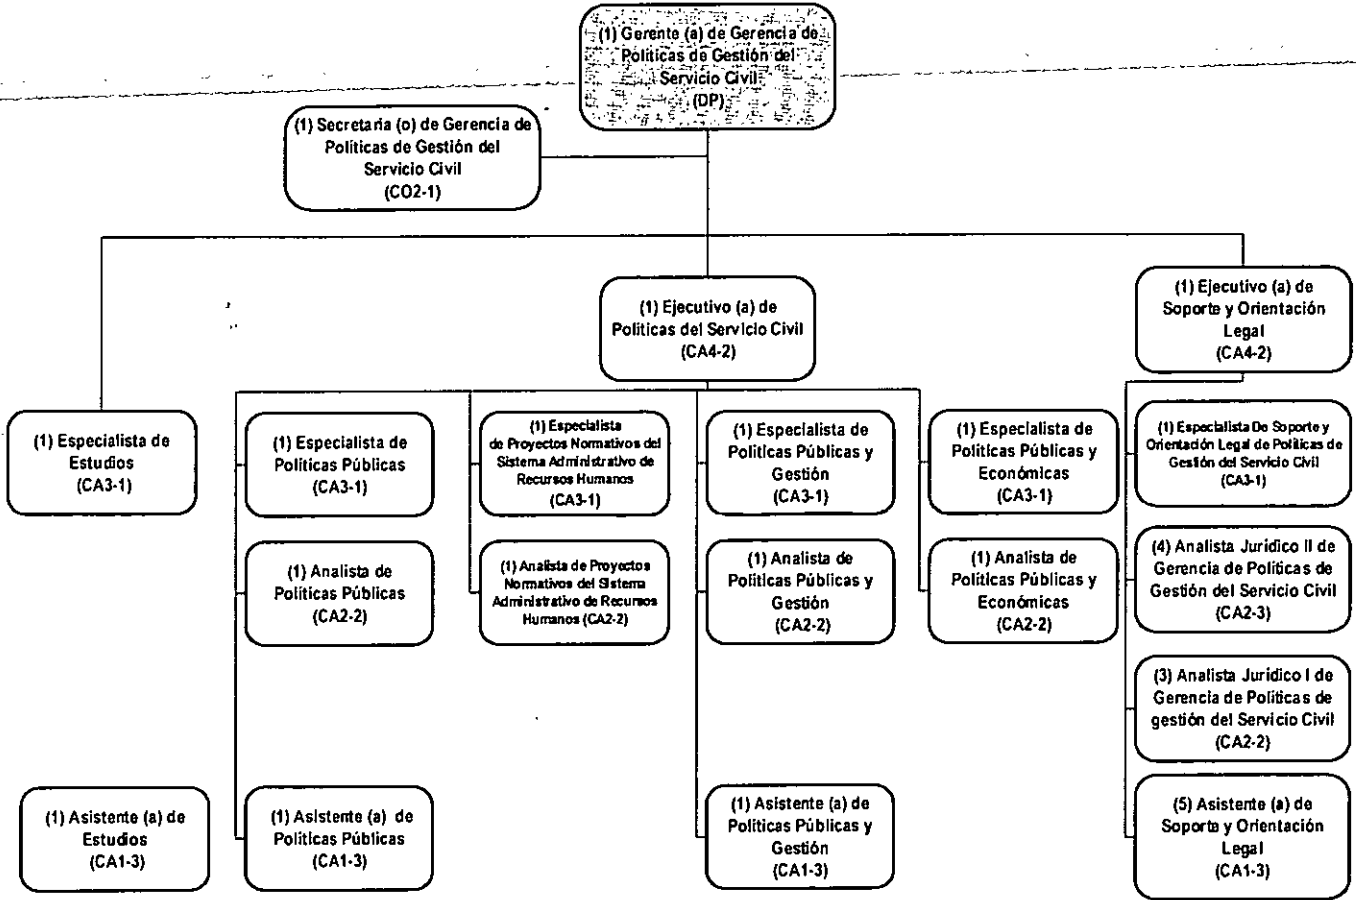 (1) Gerente (a) de Gerencia de
Políticas de Gestión del
Servicio Civil
(DP)
(1) Secretaria (o) de Gerencia de
Políticas de Gestión del
Servicio Civil
(CO2-1)
(1) Ejecutivo (a) de
Políticas del Servicio Civil
(CA4-2)
(1) Ejecutivo (a) de
Soporte y Orientación
Legal
(CA4-2)
(1) Especialista de
Estudios
(CA3-1)
(1) Especialista de
Políticas Públicas
(CA3-1)
(1) Especialista
de Proyectos Normativos del
Sistema Administrativo de
Recursos Humanos
(CA3-1)
(1) Especialista de
Políticas Públicas y
Gestión
(CA3-1)
(1) Especialista de
Políticas Públicas y
Económicas
(CA3-1)
(1) Especialista De Soporte y
Orientación Legal de Políticas de
Gestión del Servicio Civil
(CA3-1)
(1) Analista de
Políticas Públicas
(CA2-2)
(1) Analista de Proyectos
Normativos del Sistema
Administrativo de Recursos
Humanos (CA2-2)
(1) Analista de
Políticas Públicas y
Gestión
(CA2-2)
(1) Analista de
Políticas Públicas y
Económicas
(CA2-2)
(4) Analista Jurídico II de
Gerencia de Políticas de
Gestión del Servicio Civil
(CA2-3)
(3) Analista Jurídico I de
Gerencia de Políticas de
gestión del Servicio Civil
(CA2-2)
(1) Asistente (a) de
Estudios
(CA1-3)
(1) Asistente (a) de
Políticas Públicas
(CA1-3)
(1) Asistente (a) de
Políticas Públicas y
Gestión
(CA1-3)
(5) Asistente (a) de
Soporte y Orientación
Legal
(CA1-3)